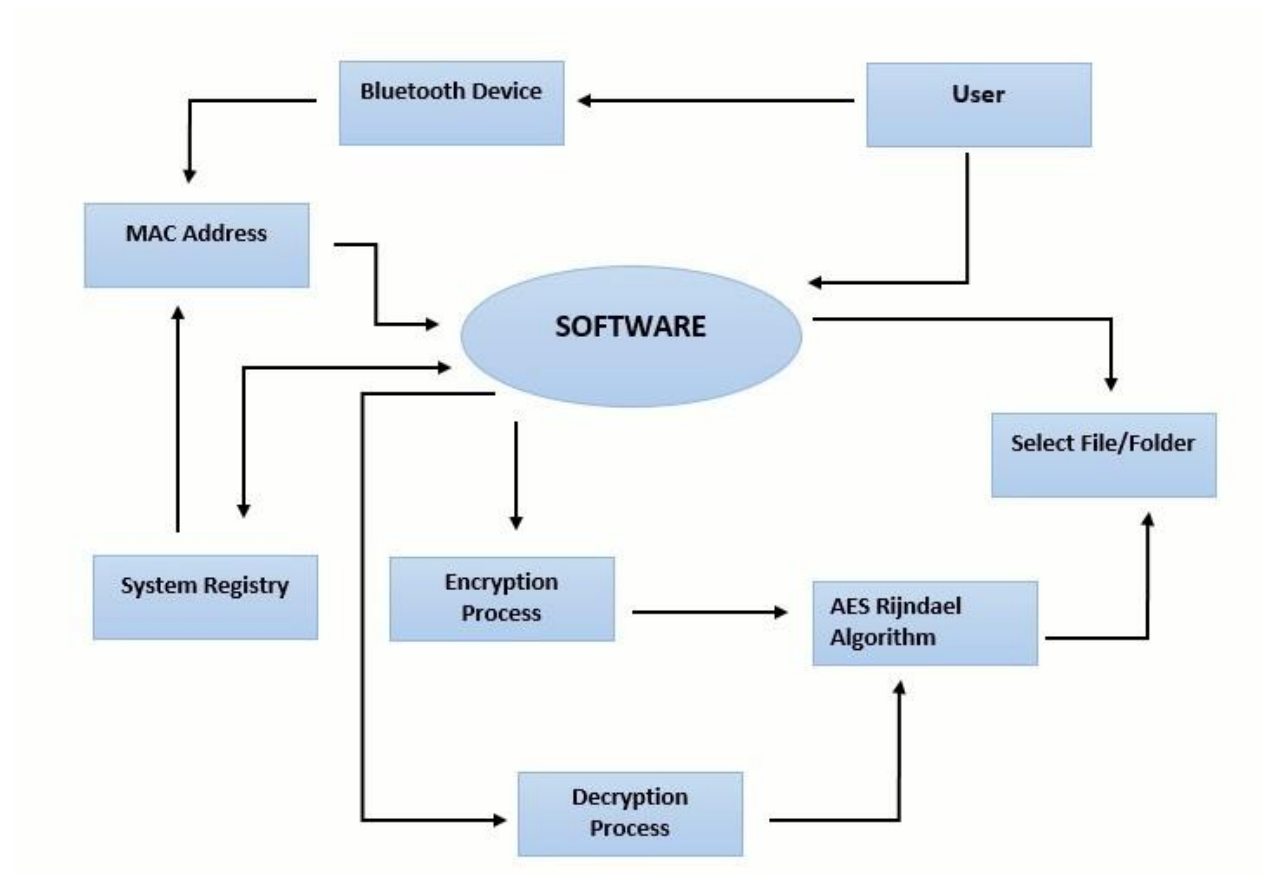 Bluetooth Device
User
MAC Address
SOFTWARE
Select File/Folder
System Registry
Encryption
Process
AES Rijndael
Algorithm
Decryption
Process